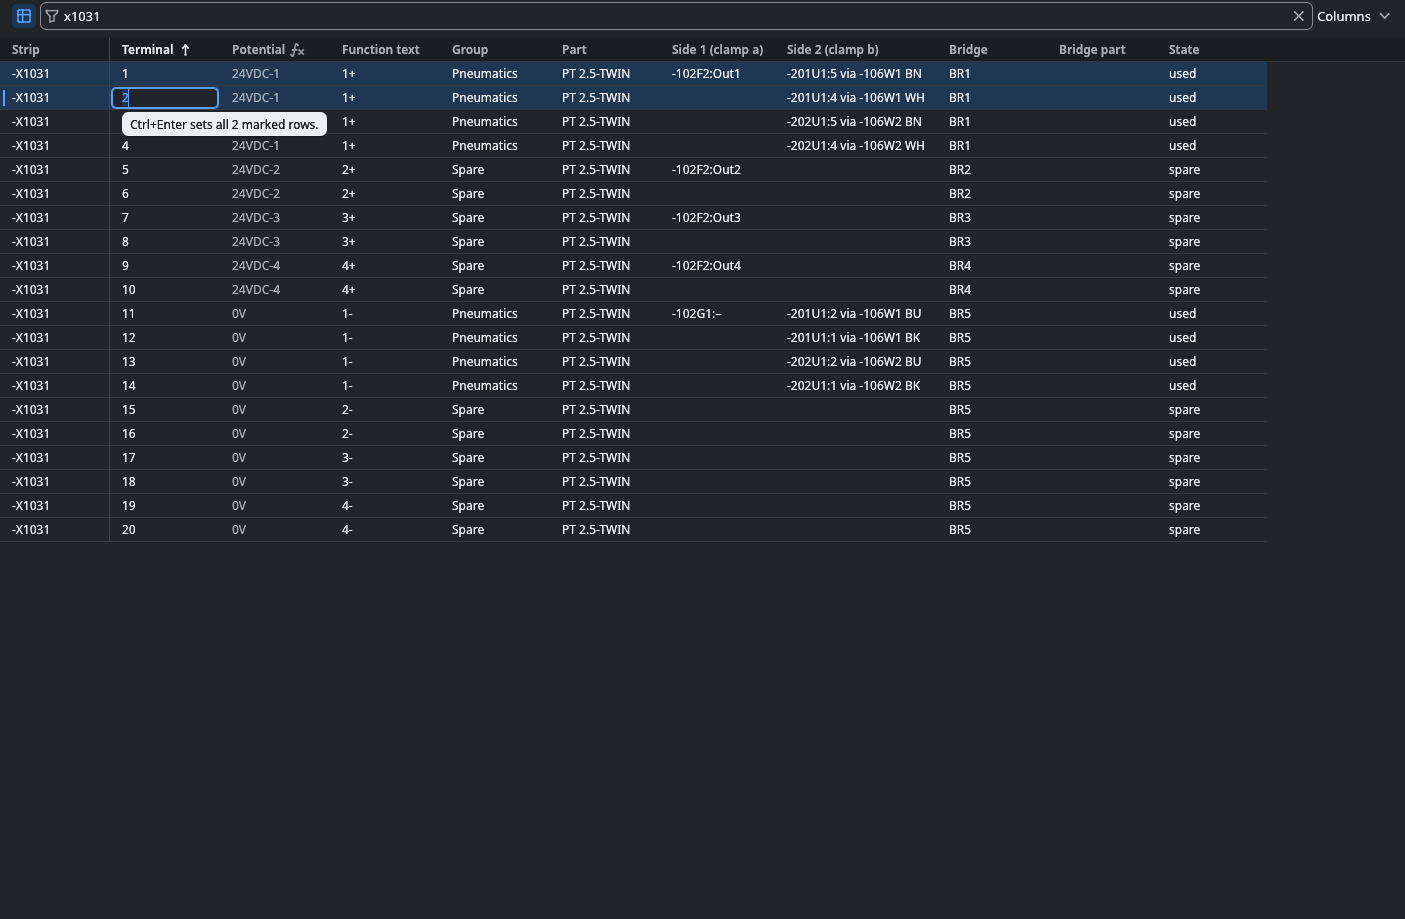 x1031 Columns
Strip Terminal ↑ Potential fx Function text Group Part Side 1 (clamp a) Side 2 (clamp b) Bridge Bridge part State
-X1031 1 24VDC-1 1+ Pneumatics PT 2.5-TWIN -102F2:Out1 -201U1:5 via -106W1 BN BR1 used
-X1031 2 24VDC-1 1+ Pneumatics PT 2.5-TWIN -201U1:4 via -106W1 WH BR1 used
-X1031 1+ Pneumatics PT 2.5-TWIN -202U1:5 via -106W2 BN BR1 used
Ctrl+Enter sets all 2 marked rows.
-X1031 4 24VDC-1 1+ Pneumatics PT 2.5-TWIN -202U1:4 via -106W2 WH BR1 used
-X1031 5 24VDC-2 2+ Spare PT 2.5-TWIN -102F2:Out2 BR2 spare
-X1031 6 24VDC-2 2+ Spare PT 2.5-TWIN BR2 spare
-X1031 7 24VDC-3 3+ Spare PT 2.5-TWIN -102F2:Out3 BR3 spare
-X1031 8 24VDC-3 3+ Spare PT 2.5-TWIN BR3 spare
-X1031 9 24VDC-4 4+ Spare PT 2.5-TWIN -102F2:Out4 BR4 spare
-X1031 10 24VDC-4 4+ Spare PT 2.5-TWIN BR4 spare
-X1031 11 0V 1- Pneumatics PT 2.5-TWIN -102G1:– -201U1:2 via -106W1 BU BR5 used
-X1031 12 0V 1- Pneumatics PT 2.5-TWIN -201U1:1 via -106W1 BK BR5 used
-X1031 13 0V 1- Pneumatics PT 2.5-TWIN -202U1:2 via -106W2 BU BR5 used
-X1031 14 0V 1- Pneumatics PT 2.5-TWIN -202U1:1 via -106W2 BK BR5 used
-X1031 15 0V 2- Spare PT 2.5-TWIN BR5 spare
-X1031 16 0V 2- Spare PT 2.5-TWIN BR5 spare
-X1031 17 0V 3- Spare PT 2.5-TWIN BR5 spare
-X1031 18 0V 3- Spare PT 2.5-TWIN BR5 spare
-X1031 19 0V 4- Spare PT 2.5-TWIN BR5 spare
-X1031 20 0V 4- Spare PT 2.5-TWIN BR5 spare